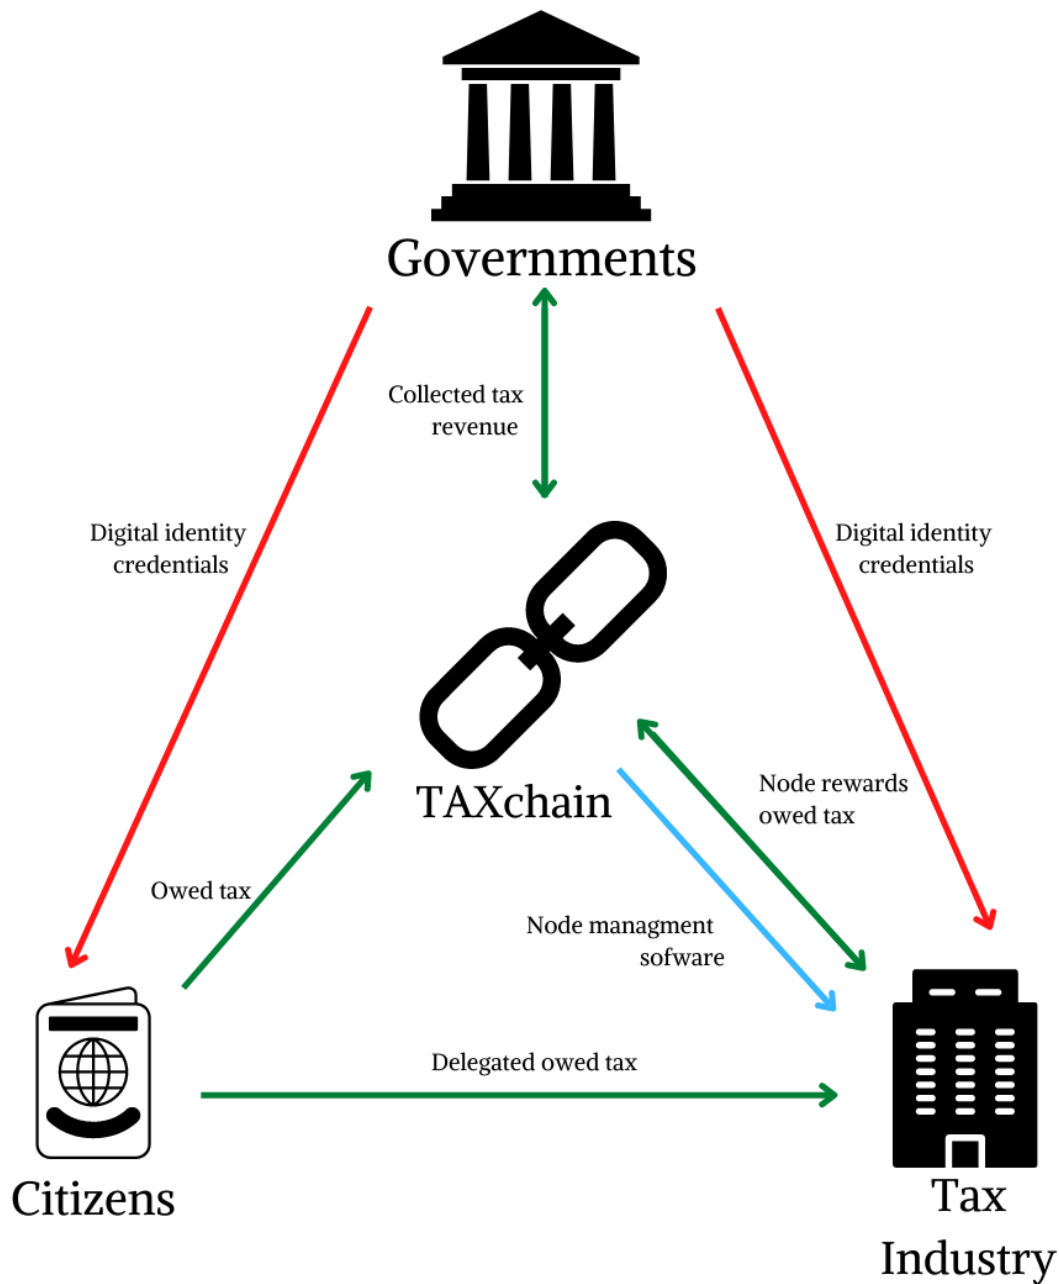 Governments
Collected tax
revenue
Digital identity
credentials
Digital identity
credentials
TAXchain
Node rewards
owed tax
Owed tax
Node managment
sofware
Delegated owed tax
Citizens
Tax
Industry